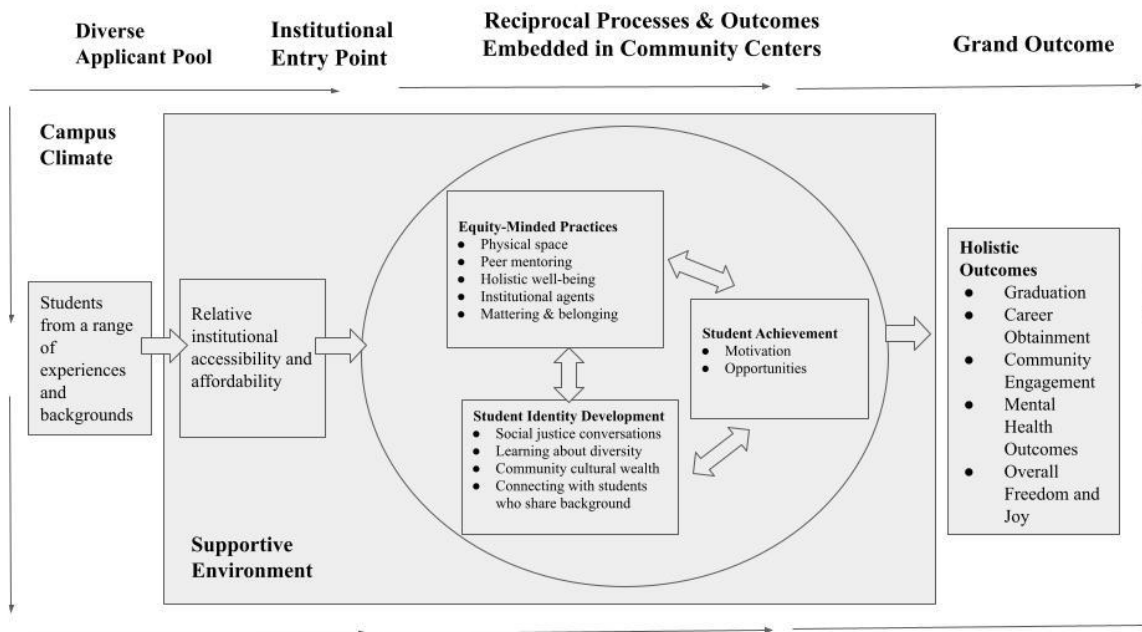 Diverse
Applicant Pool
Institutional
Entry Point
Reciprocal Processes & Outcomes
Embedded in Community Centers
Grand Outcome
Campus
Climate
Students
from a range
of
experiences
and
backgrounds
Relative
institutional
accessibility and
affordability
Equity-Minded Practices
● Physical space
● Peer mentoring
● Holistic well-being
● Institutional agents
● Mattering & belonging
Student Identity Development
● Social justice conversations
● Learning about diversity
● Community cultural wealth
● Connecting with students
who share background
Student Achievement
● Motivation
● Opportunities
Holistic
Outcomes
● Graduation
● Career
Obtainment
● Community
Engagement
● Mental
Health
Outcomes
● Overall
Freedom and
Joy
Supportive
Environment